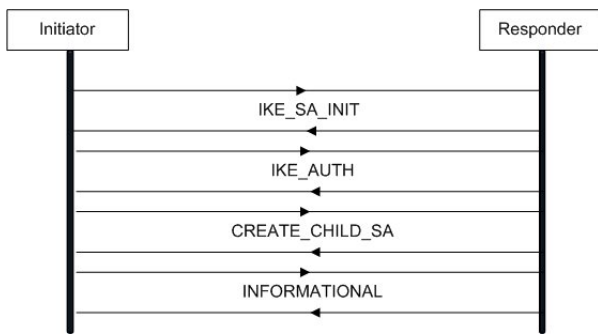 Initiator
Responder
IKE_SA_INIT
IKE_AUTH
CREATE_CHILD_SA
INFORMATIONAL